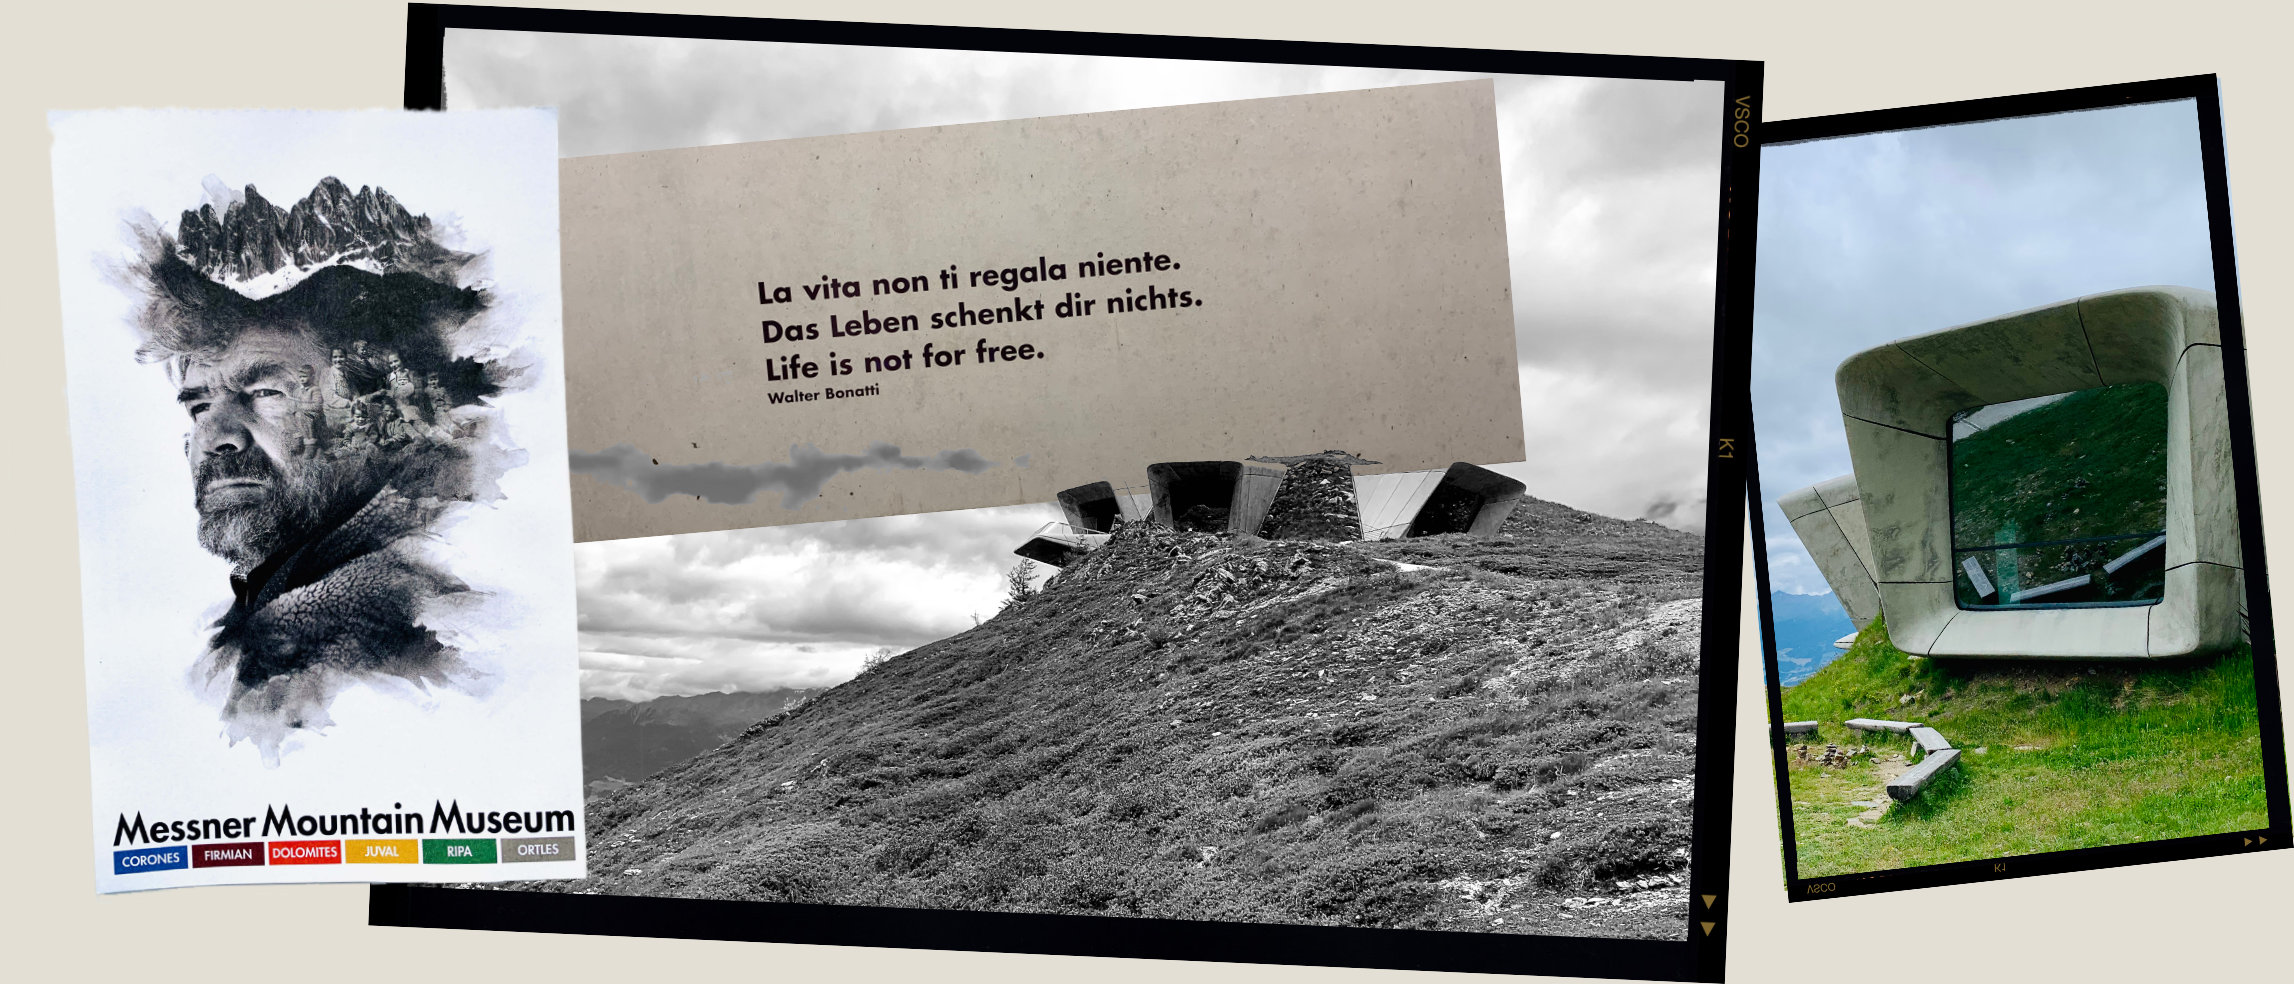 La vita non ti regala niente.
Das Leben schenkt dir nichts.
Life is not for free.
Walter Bonatti
Messner Mountain Museum
CORONES FIRMIAN DOLOMITES JUVAL RIPA ORTLES
VSCO
K1
VSCO
K1